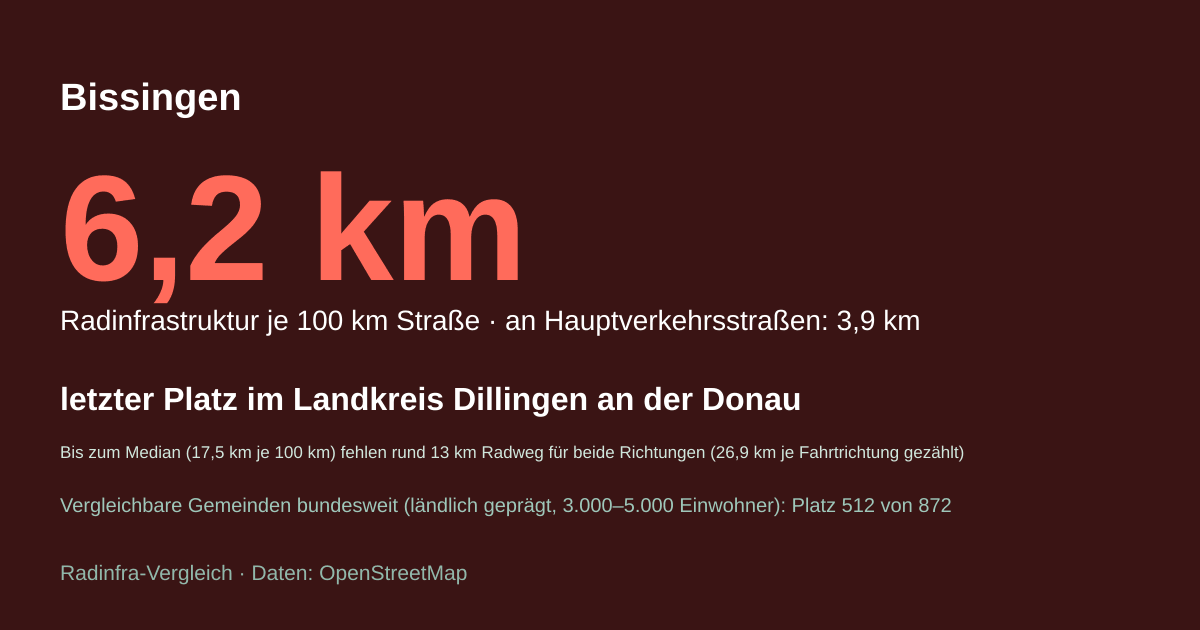 Bissingen
6,2 km
Radinfrastruktur je 100 km Straße · an Hauptverkehrsstraßen: 3,9 km
letzter Platz im Landkreis Dillingen an der Donau
Bis zum Median (17,5 km je 100 km) fehlen rund 13 km Radweg für beide Richtungen (26,9 km je Fahrtrichtung gezählt)
Vergleichbare Gemeinden bundesweit (ländlich geprägt, 3.000–5.000 Einwohner): Platz 512 von 872
Radinfra-Vergleich · Daten: OpenStreetMap